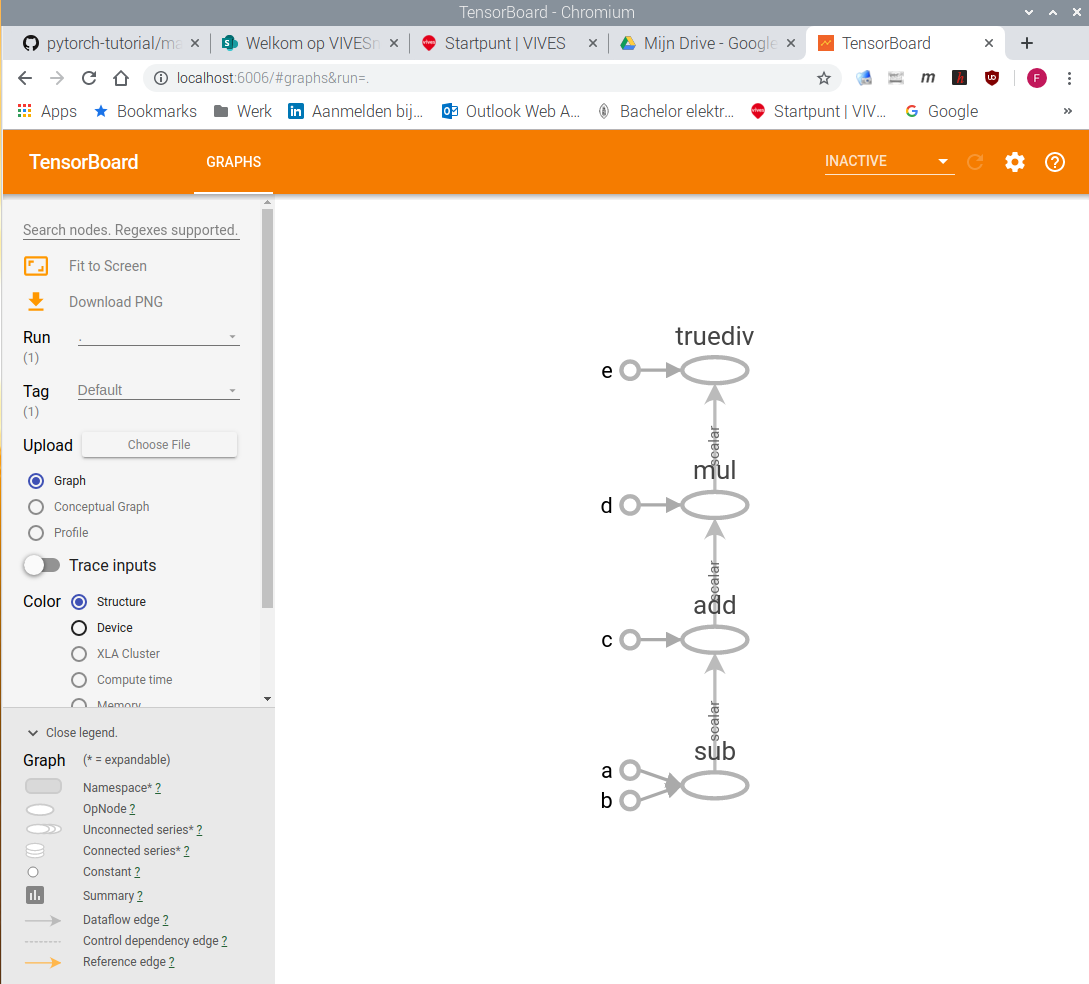 TensorBoard - Chromium
pytorch-tutorial/ma
Welkom op VIVESn
Startpunt | VIVES
Mijn Drive - Google
TensorBoard
localhost:6006/#graphs&run=.
F
Apps
Bookmarks
Werk
Aanmelden bij...
Outlook Web A...
Bachelor elektr...
Startpunt | VIV...
Google
»
TensorBoard
GRAPHS
INACTIVE
Search nodes. Regexes supported.
Fit to Screen
Download PNG
Run
.
(1)
Tag
Default
(1)
Upload
Choose File
Graph
Conceptual Graph
Profile
Trace inputs
Color
Structure
Device
XLA Cluster
Compute time
Memory
Close legend.
Graph
(* = expandable)
Namespace* ?
OpNode ?
Unconnected series* ?
Connected series* ?
Constant ?
Summary ?
Dataflow edge ?
Control dependency edge ?
Reference edge ?
truediv
e
scalar
mul
d
scalar
add
c
scalar
sub
a
b